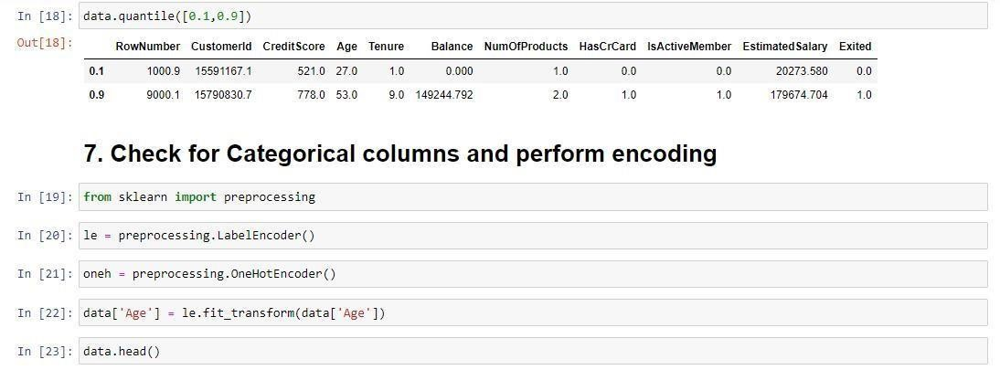 In [18]: data.quantile([0.1,0.9])
Out[18]:
RowNumber CustomerId CreditScore Age Tenure Balance NumOfProducts HasCrCard IsActiveMember EstimatedSalary Exited
0.1 1000.9 15591167.1 521.0 27.0 1.0 0.000 1.0 0.0 0.0 20273.580 0.0
0.9 9000.1 15790830.7 778.0 53.0 9.0 149244.792 2.0 1.0 1.0 179674.704 1.0
7. Check for Categorical columns and perform encoding
In [19]: from sklearn import preprocessing
In [20]: le = preprocessing.LabelEncoder()
In [21]: oneh = preprocessing.OneHotEncoder()
In [22]: data['Age'] = le.fit_transform(data['Age'])
In [23]: data.head()